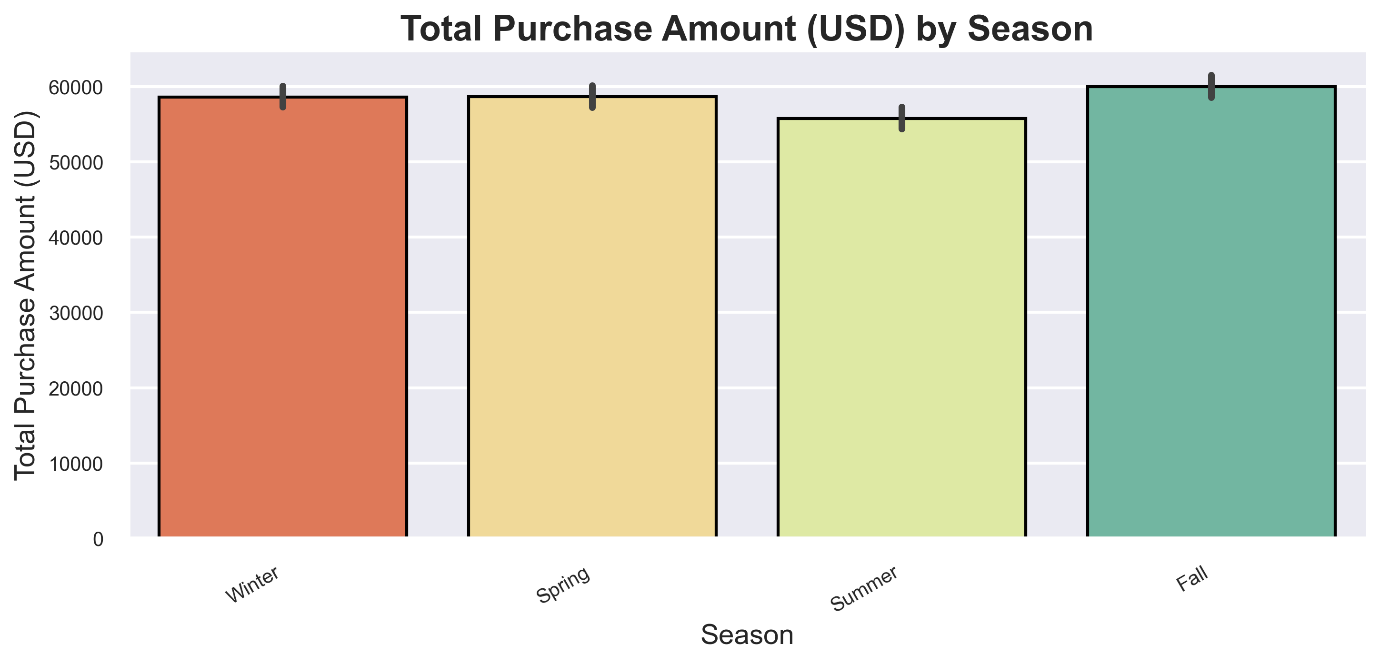 Total Purchase Amount (USD) by Season
Total Purchase Amount (USD)
60000
50000
40000
30000
20000
10000
0
Winter
Spring
Summer
Fall
Season